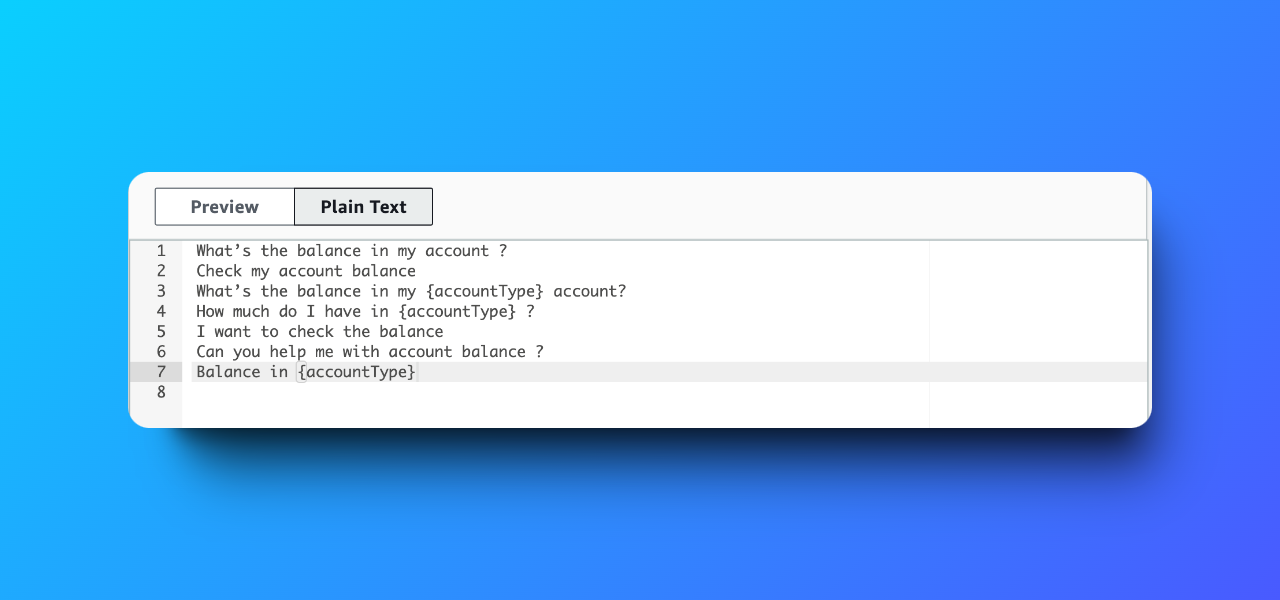 Preview Plain Text
1 What’s the balance in my account ?
2 Check my account balance
3 What’s the balance in my {accountType} account?
4 How much do I have in {accountType} ?
5 I want to check the balance
6 Can you help me with account balance ?
7 Balance in {accountType}
8